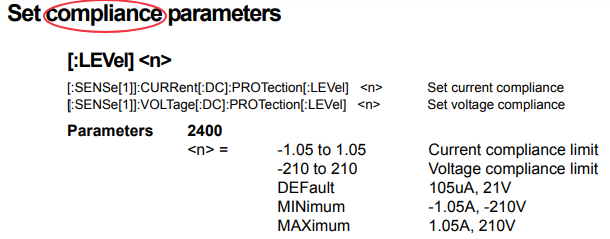 Set compliance parameters
[:LEVel] <n>
[:SENSe[1]]:CURRent[:DC]:PROTection[:LEVel] <n> Set current compliance
[:SENSe[1]]:VOLTage[:DC]:PROTection[:LEVel] <n> Set voltage compliance
Parameters 2400
<n> = -1.05 to 1.05 Current compliance limit
-210 to 210 Voltage compliance limit
DEFault 105uA, 21V
MINimum -1.05A, -210V
MAXimum 1.05A, 210V